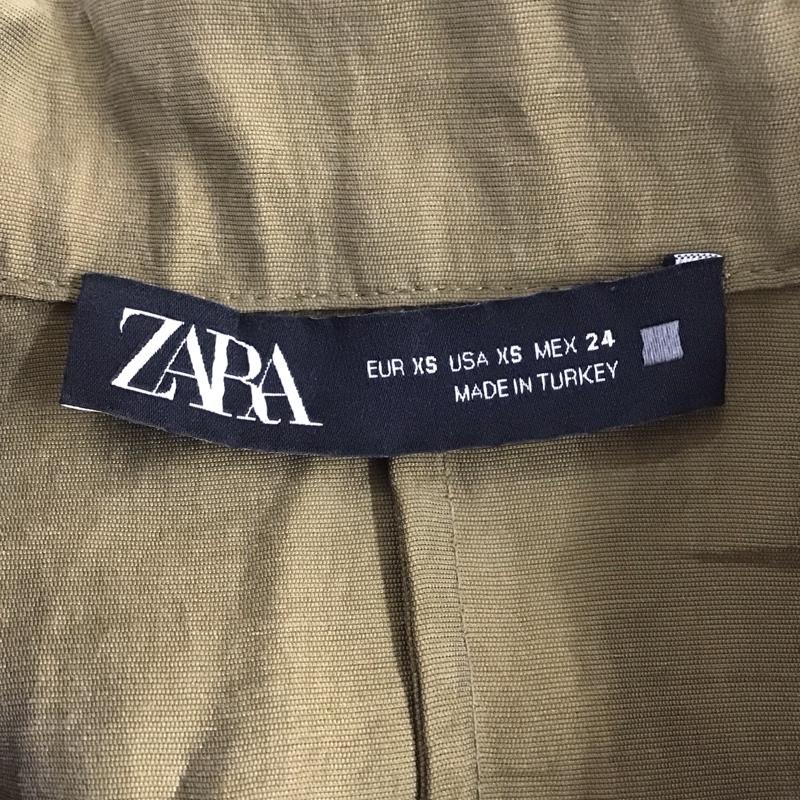 ZARA
EUR XS USA XS MEX 24
MADE IN TURKEY